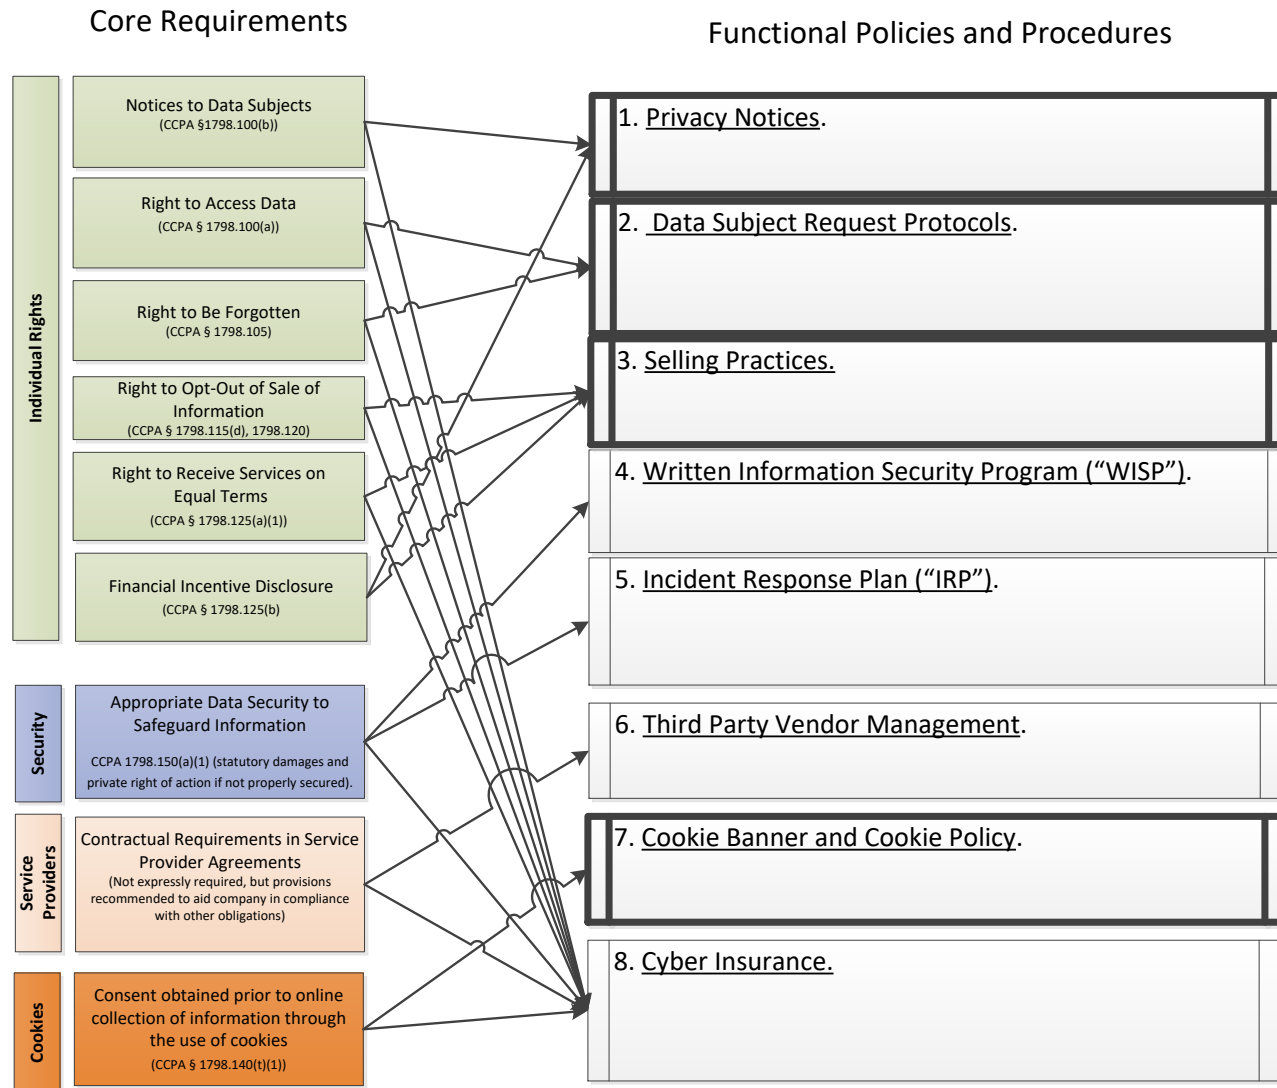 Core Requirements
Functional Policies and Procedures
Individual Rights
Notices to Data Subjects
(CCPA §1798.100(b))
Right to Access Data
(CCPA § 1798.100(a))
Right to Be Forgotten
(CCPA § 1798.105)
Right to Opt-Out of Sale of
Information
(CCPA § 1798.115(d), 1798.120)
Right to Receive Services on
Equal Terms
(CCPA § 1798.125(a)(1))
Financial Incentive Disclosure
(CCPA § 1798.125(b)
Security
Appropriate Data Security to
Safeguard Information
CCPA 1798.150(a)(1) (statutory damages and
private right of action if not properly secured).
Service
Providers
Contractual Requirements in Service
Provider Agreements
(Not expressly required, but provisions
recommended to aid company in compliance
with other obligations)
Cookies
Consent obtained prior to online
collection of information through
the use of cookies
(CCPA § 1798.140(t)(1))
1. Privacy Notices.
2. Data Subject Request Protocols.
3. Selling Practices.
4. Written Information Security Program (“WISP”).
5. Incident Response Plan (“IRP”).
6. Third Party Vendor Management.
7. Cookie Banner and Cookie Policy.
8. Cyber Insurance.